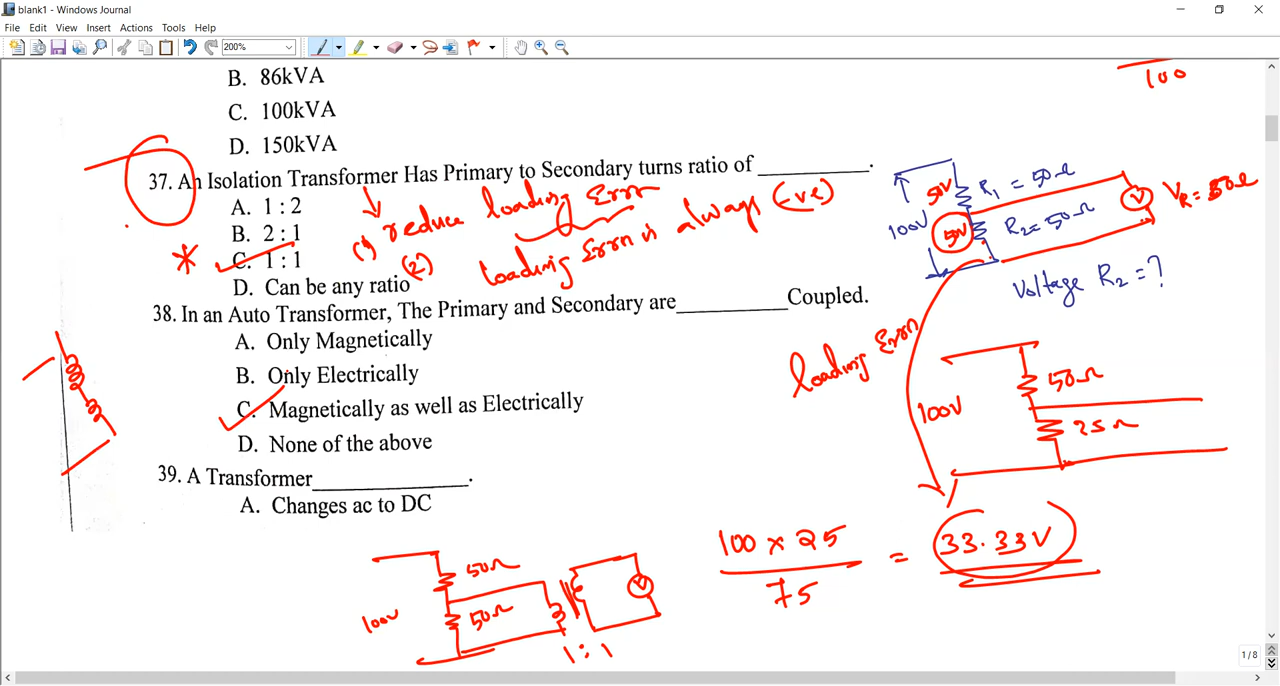 blank1 - Windows Journal
File Edit View Insert Actions Tools Help
200%
B. 86kVA
C. 100kVA
D. 150kVA
100
37. An Isolation Transformer Has Primary to Secondary turns ratio of __________.
A. 1 : 2
B. 2 : 1
C. 1 : 1
D. Can be any ratio
(1) reduce loading Error
(2) loading Error is always (-ve)
100V
50V
R1 = 50Ω
50V
R2 = 50Ω
V
VR = 50Ω
Voltage R2 = ?
38. In an Auto Transformer, The Primary and Secondary are__________Coupled.
A. Only Magnetically
B. Only Electrically
C. Magnetically as well as Electrically
D. None of the above
loading Error
100V
50Ω
25Ω
39. A Transformer______________.
A. Changes ac to DC
100 x 25
75
= 33.33V
100V
50Ω
50Ω
V
1 : 1
1 / 8